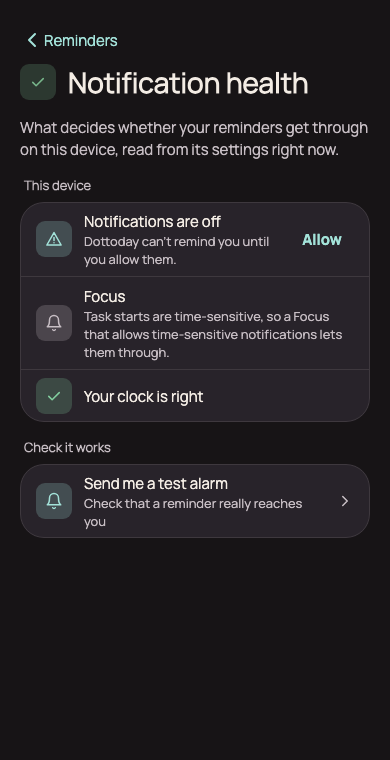 Reminders
Notification health
What decides whether your reminders get through
on this device, read from its settings right now.
This device
Notifications are off
Dottoday can't remind you until
you allow them.
Allow
Focus
Task starts are time-sensitive, so a Focus
that allows time-sensitive notifications lets
them through.
Your clock is right
Check it works
Send me a test alarm
Check that a reminder really reaches
you